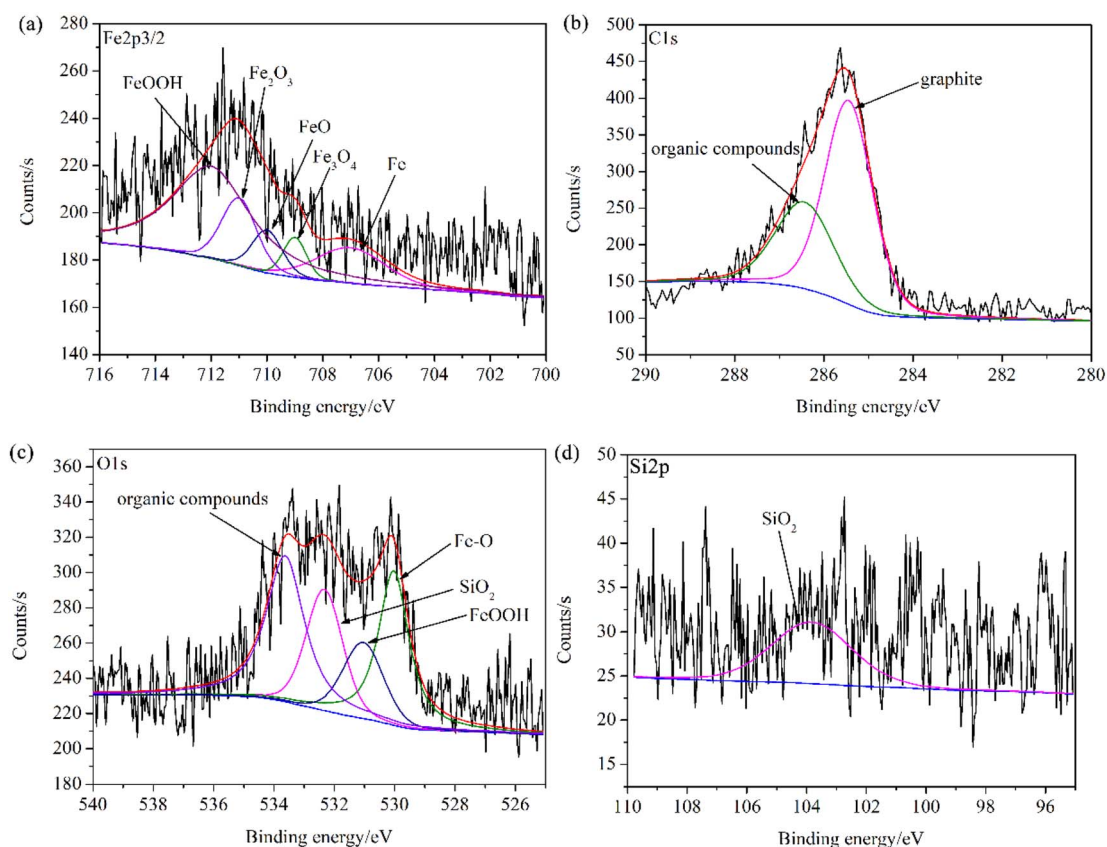 (a)
Fe2p3/2
FeOOH
Fe₂O₃
FeO
Fe₃O₄
Fe
280
260
240
220
200
180
160
140
Counts/s
716 714 712 710 708 706 704 702 700
Binding energy/eV
(b)
C1s
graphite
organic compounds
500
450
400
350
300
250
200
150
100
50
Counts/s
290 288 286 284 282 280
Binding energy/eV
(c)
O1s
organic compounds
Fe-O
SiO₂
FeOOH
360
340
320
300
280
260
240
220
200
180
Counts/s
540 538 536 534 532 530 528 526
Binding energy/eV
(d)
Si2p
SiO₂
50
45
40
35
30
25
20
15
Counts/s
110 108 106 104 102 100 98 96
Binding energy/eV